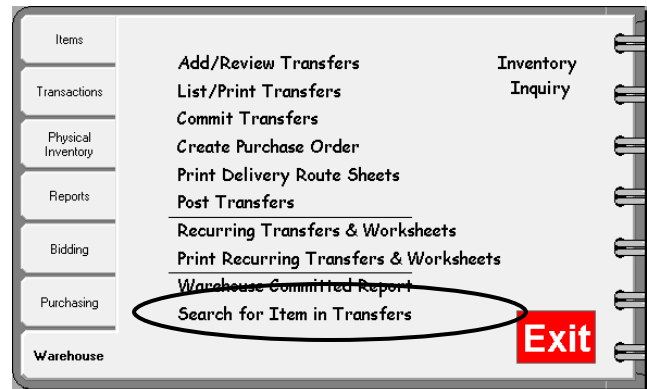 Items
Transactions
Physical
Inventory
Reports
Bidding
Purchasing
Warehouse
Add/Review Transfers
List/Print Transfers
Commit Transfers
Create Purchase Order
Print Delivery Route Sheets
Post Transfers
Recurring Transfers & Worksheets
Print Recurring Transfers & Worksheets
Warehouse Committed Report
Search for Item in Transfers
Inventory
Inquiry
Exit